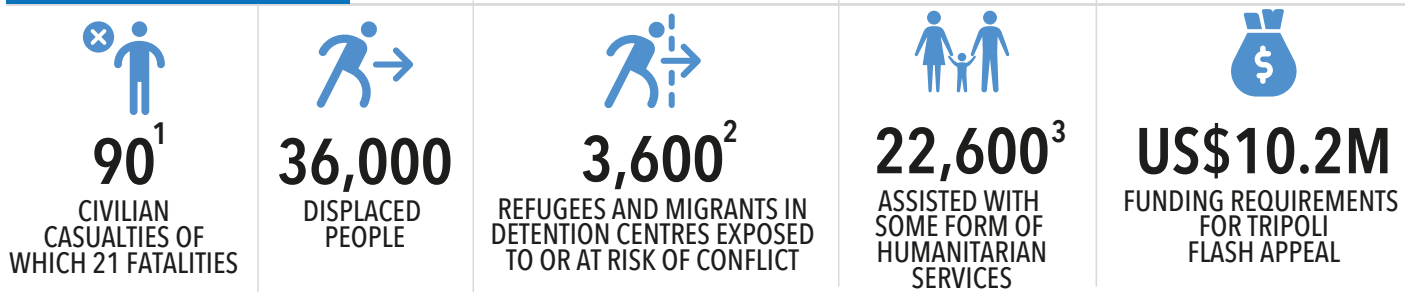 90¹
CIVILIAN
CASUALTIES OF
WHICH 21 FATALITIES
36,000
DISPLACED
PEOPLE
3,600²
REFUGEES AND MIGRANTS IN
DETENTION CENTRES EXPOSED
TO OR AT RISK OF CONFLICT
22,600³
ASSISTED WITH
SOME FORM OF
HUMANITARIAN
SERVICES
$
US$10.2M
FUNDING REQUIREMENTS
FOR TRIPOLI
FLASH APPEAL